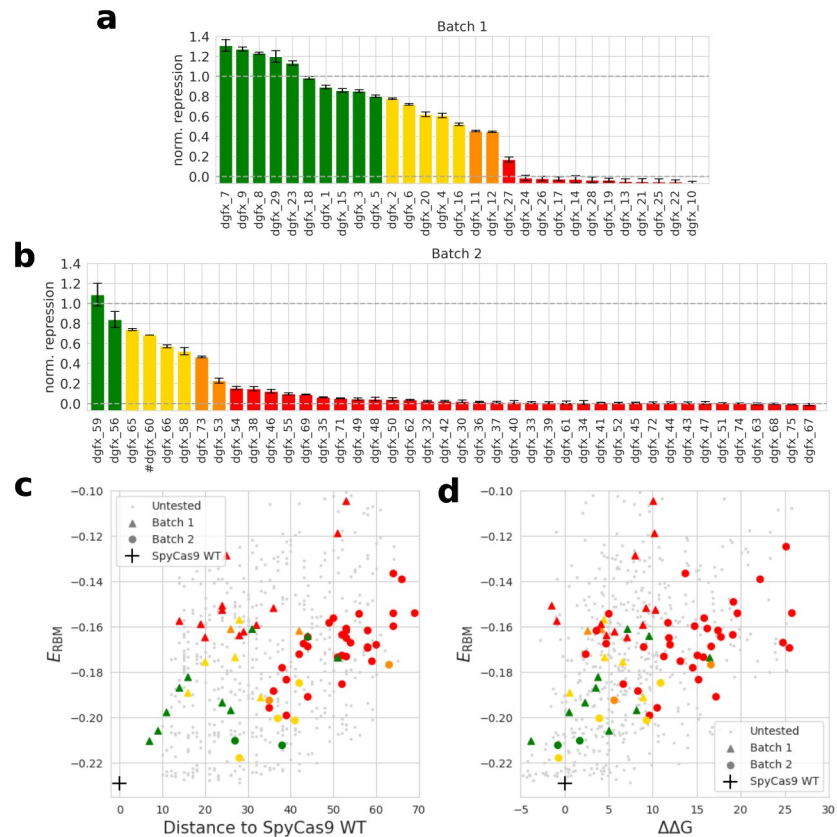 a
Batch 1
norm. repression
1.4
1.2
1.0
0.8
0.6
0.4
0.2
0.0
dgfx_7
dgfx_9
dgfx_8
dgfx_29
dgfx_23
dgfx_18
dgfx_1
dgfx_15
dgfx_3
dgfx_5
dgfx_2
dgfx_6
dgfx_20
dgfx_4
dgfx_16
dgfx_11
dgfx_12
dgfx_27
dgfx_24
dgfx_26
dgfx_17
dgfx_14
dgfx_28
dgfx_19
dgfx_13
dgfx_21
dgfx_25
dgfx_22
dgfx_10
b
Batch 2
norm. repression
1.4
1.2
1.0
0.8
0.6
0.4
0.2
0.0
dgfx_59
dgfx_56
dgfx_65
#dgfx_60
dgfx_66
dgfx_58
dgfx_73
dgfx_53
dgfx_54
dgfx_38
dgfx_46
dgfx_55
dgfx_69
dgfx_35
dgfx_71
dgfx_49
dgfx_48
dgfx_50
dgfx_62
dgfx_32
dgfx_42
dgfx_30
dgfx_36
dgfx_37
dgfx_40
dgfx_33
dgfx_39
dgfx_61
dgfx_34
dgfx_41
dgfx_52
dgfx_45
dgfx_72
dgfx_44
dgfx_43
dgfx_47
dgfx_51
dgfx_74
dgfx_63
dgfx_68
dgfx_75
dgfx_67
c
E_RBM
−0.10
−0.12
−0.14
−0.16
−0.18
−0.20
−0.22
Untested
Batch 1
Batch 2
SpyCas9 WT
0 10 20 30 40 50 60 70
Distance to SpyCas9 WT
d
E_RBM
−0.10
−0.12
−0.14
−0.16
−0.18
−0.20
−0.22
Untested
Batch 1
Batch 2
SpyCas9 WT
−5 0 5 10 15 20 25 30
ΔΔG